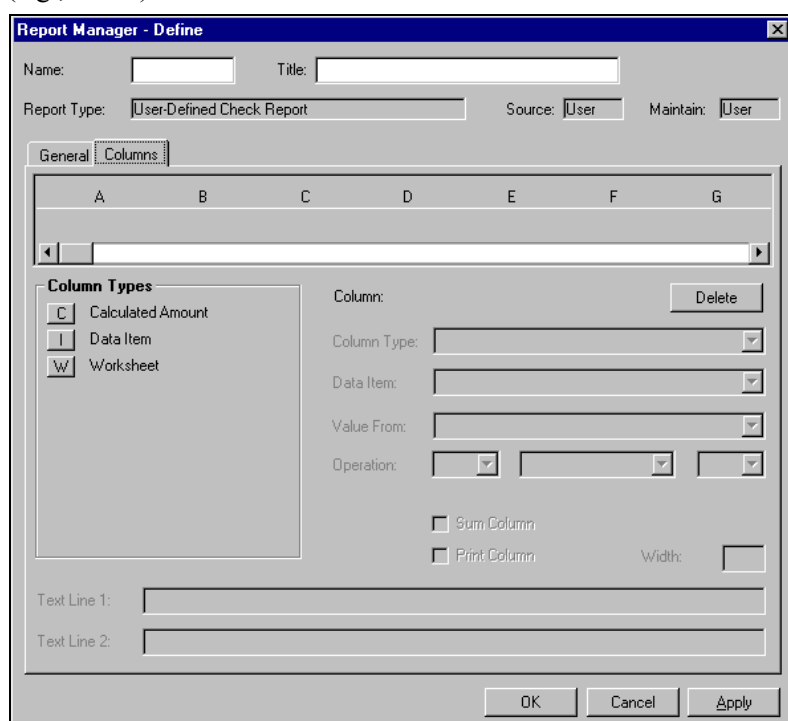 Report Manager - Define
Name: Title:
Report Type: User-Defined Check Report Source: User Maintain: User
General Columns
A B C D E F G
Column Types
Column: Delete
C Calculated Amount
I Data Item
W Worksheet
Column Type:
Data Item:
Value From:
Operation:
Sum Column
Print Column Width:
Text Line 1:
Text Line 2:
OK Cancel Apply